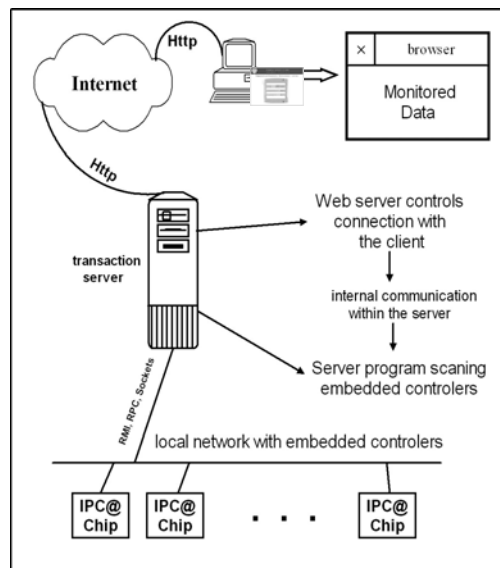 Http
Internet
× browser
Monitored
Data
Http
transaction
server
Web server controls
connection with
the client
internal communication
within the server
Server program scaning
embedded controlers
RMI, RPC, Sockets
local network with embedded controlers
IPC@
Chip
IPC@
Chip
. . .
IPC@
Chip